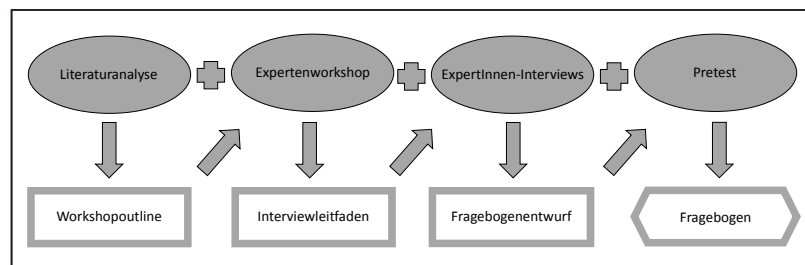 Literaturanalyse
Expertenworkshop
ExpertInnen-Interviews
Pretest
Workshopoutline
Interviewleitfaden
Fragebogenentwurf
Fragebogen